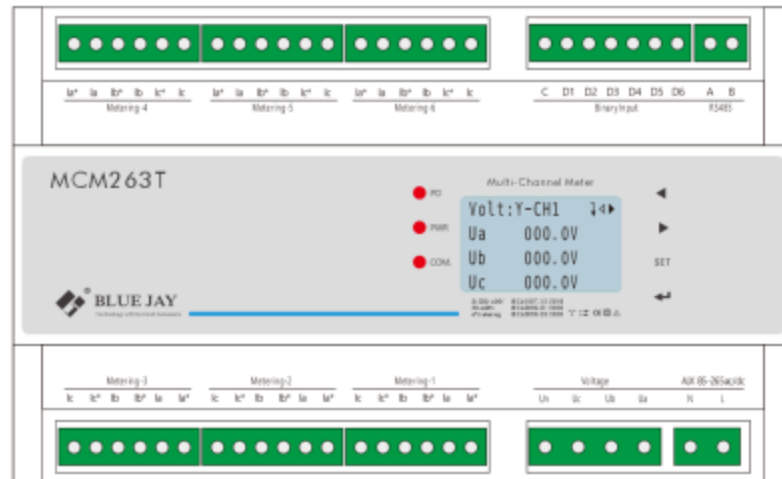 Ia* Ia Ib* Ib Ic* Ic Ia* Ia Ib* Ib Ic* Ic Ia* Ia Ib* Ib Ic* Ic C D1 D2 D3 D4 D5 D6 A B
Metering-4 Metering-5 Metering-6 Binary Input RS485
MCM263T
Multi-Channel Meter
PO
PWR
COM.
Volt:Y-CH1
Ua 000.0V
Ub 000.0V
Uc 000.0V
SET
BLUE JAY
Metering-3 Metering-2 Metering-1 Voltage AUX 85-265ac/dc
Ic Ic* Ib Ib* Ia Ia* Ic Ic* Ib Ib* Ia Ia* Ic Ic* Ib Ib* Ia Ia* Un Uc Ub Ua N L